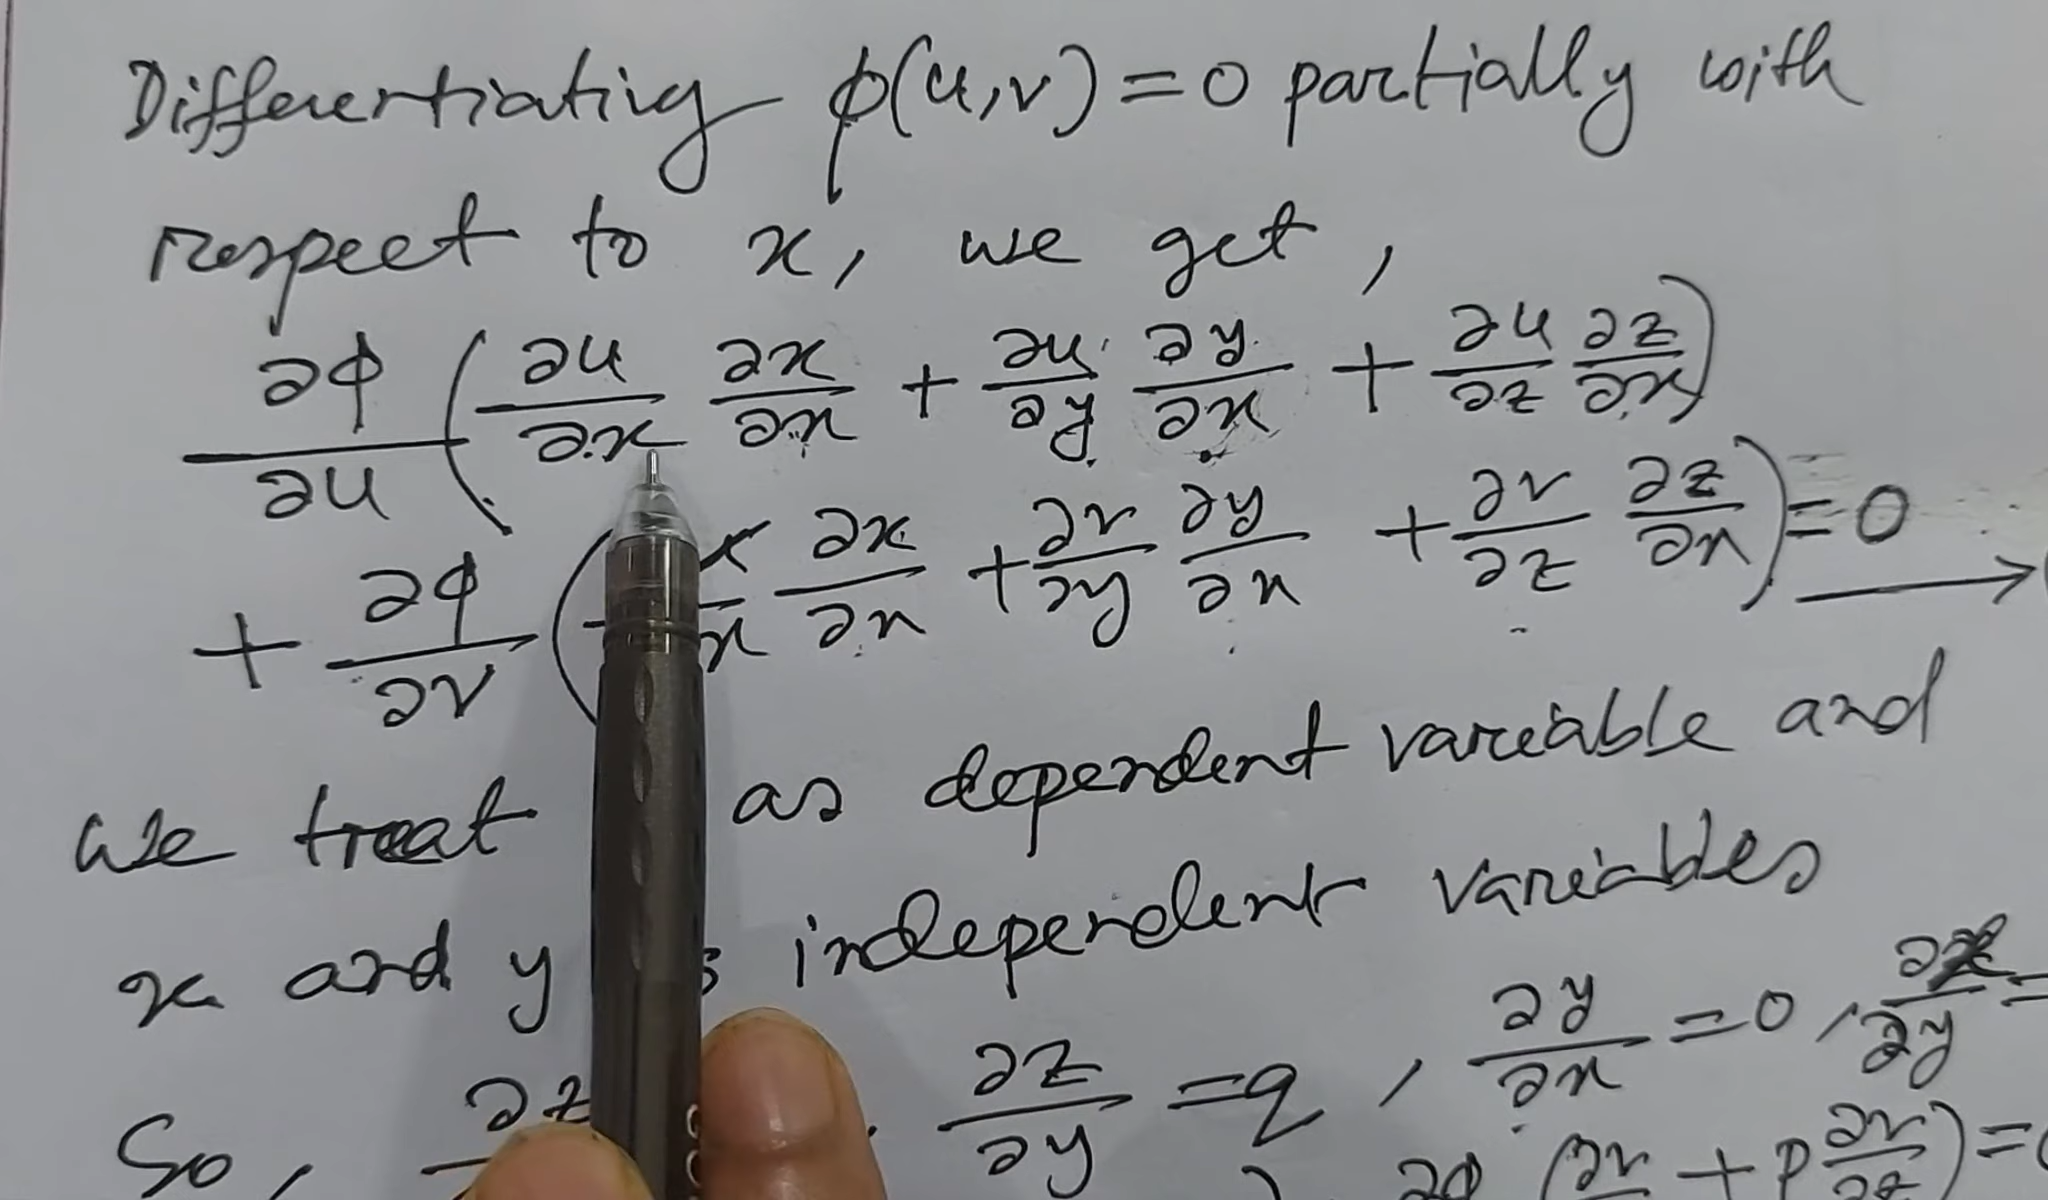 Differentiating ϕ(u,v)=0 partially with
respect to x, we get,
∂ϕ/∂u (∂u/∂x ∂x/∂x + ∂u/∂y ∂y/∂x + ∂u/∂z ∂z/∂x)
+ ∂ϕ/∂v ( ∂x/∂x + ∂v/∂y ∂y/∂x + ∂v/∂z ∂z/∂x) = 0 →
we treat as dependent variable and
x and y independent variables
So, ∂z ∂z/∂y = q, ∂y/∂x = 0, ∂x/∂y =
∂ϕ (∂v + p ∂v/∂z) =